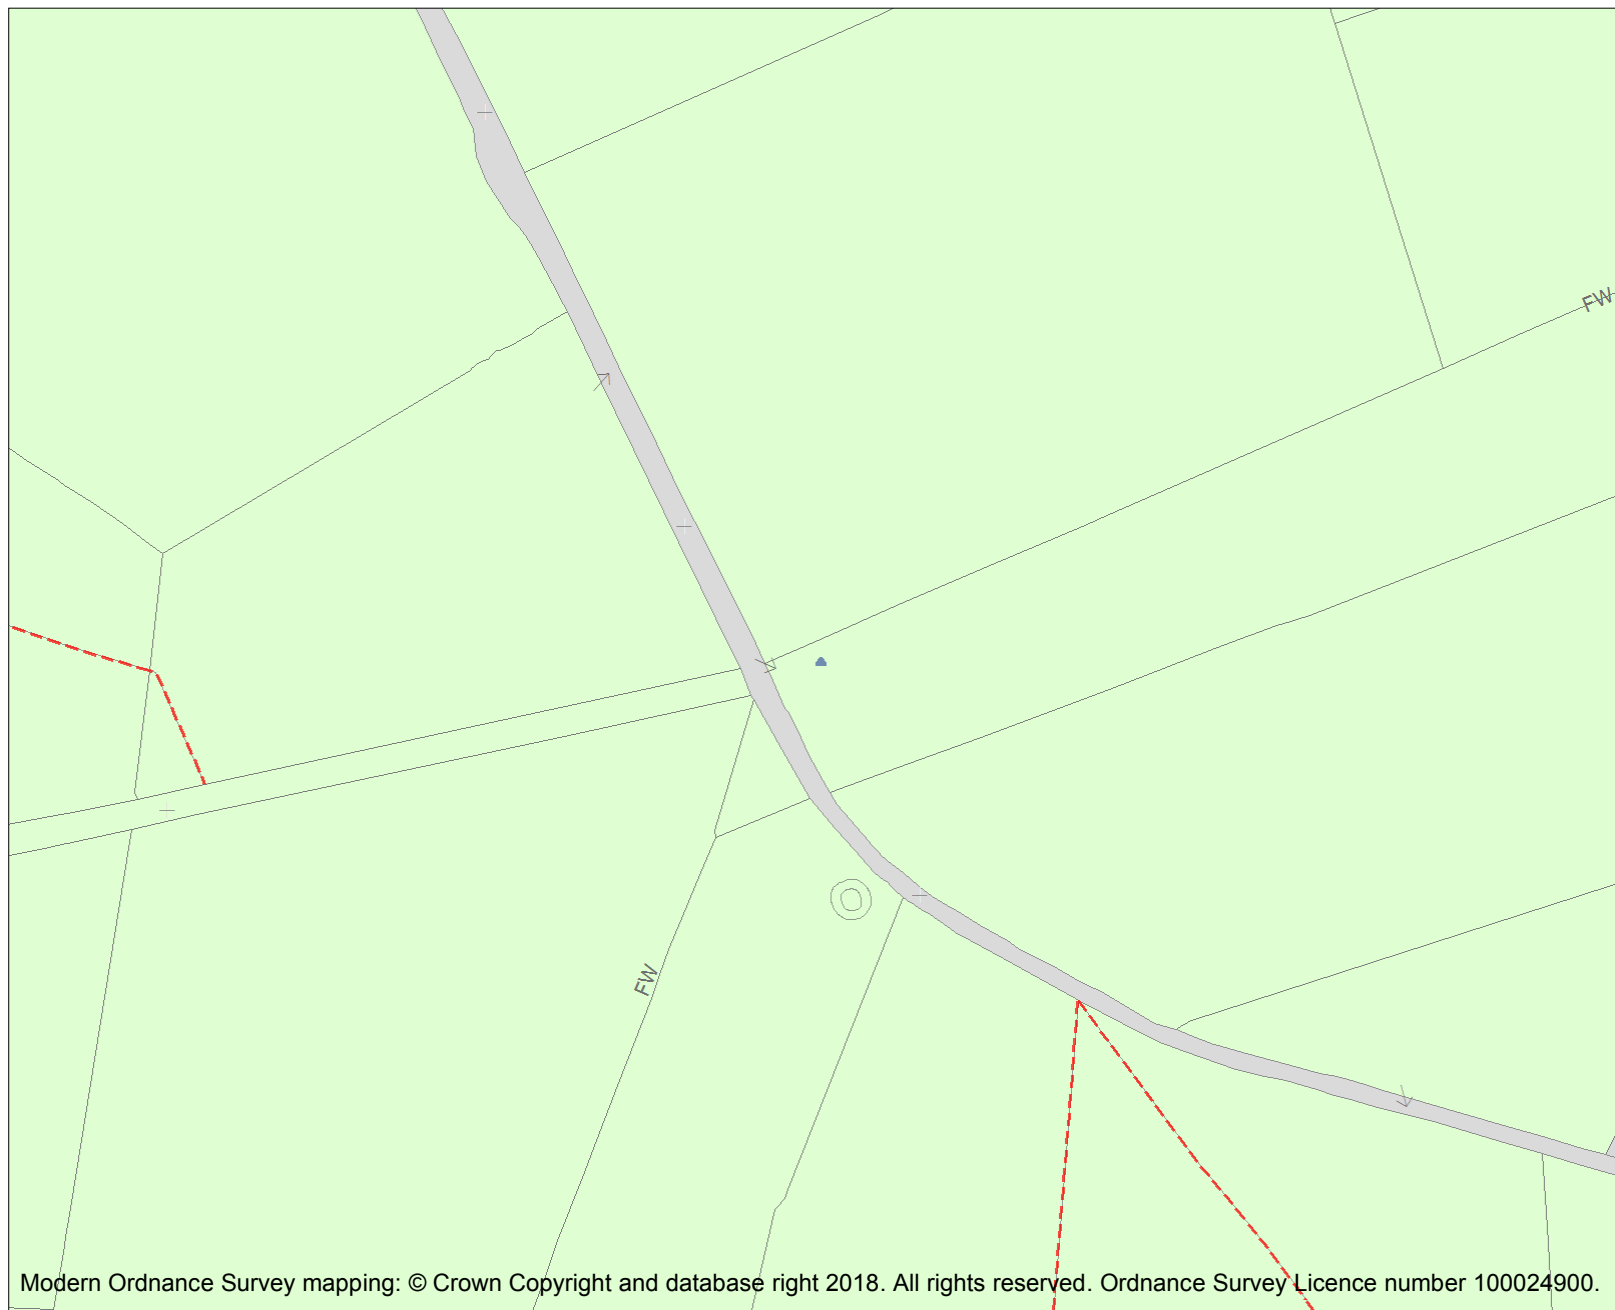 FW
FW
Modern Ordnance Survey mapping: © Crown Copyright and database right 2018. All rights reserved. Ordnance Survey Licence number 100024900.